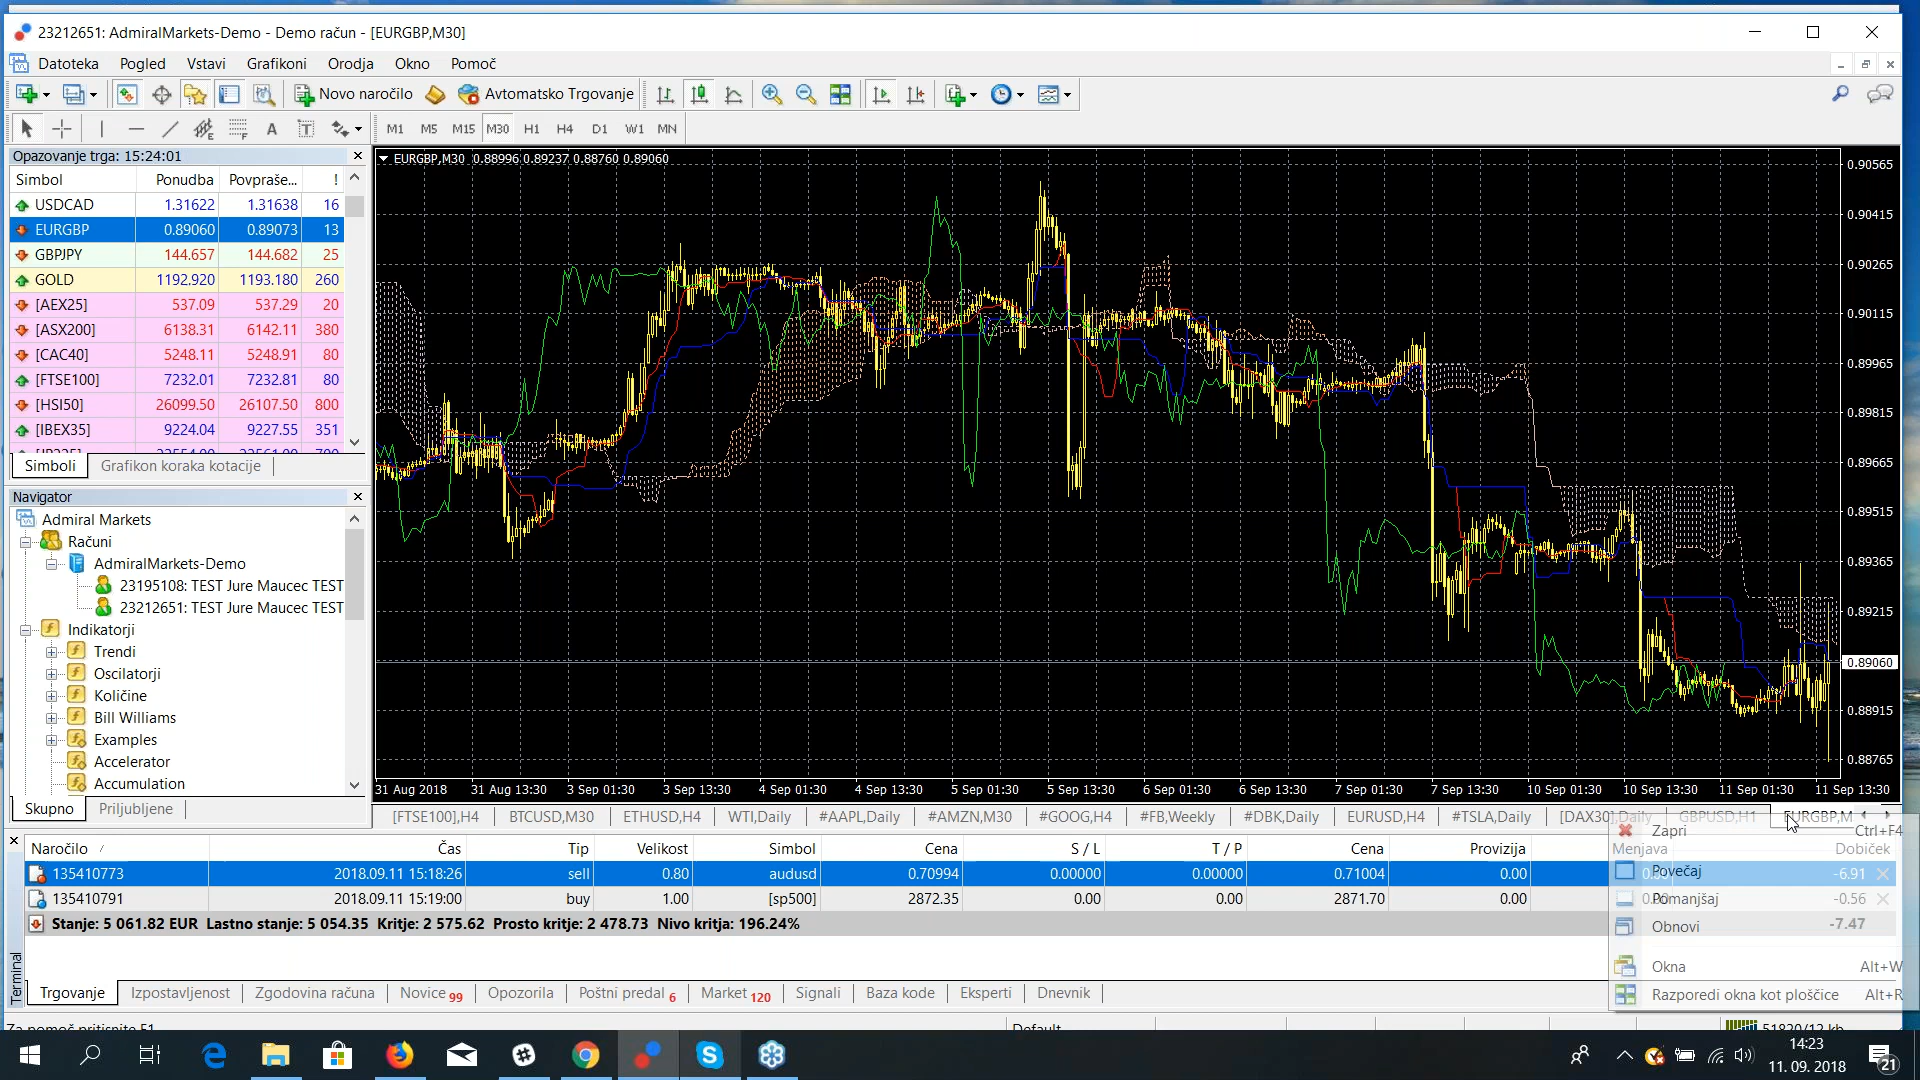 23212651: AdmiralMarkets-Demo - Demo račun - [EURGBP,M30]
Datoteka Pogled Vstavi Grafikoni Orodja Okno Pomoč
Novo naročilo Avtomatsko Trgovanje
A T M1 M5 M15 M30 H1 H4 D1 W1 MN
Opazovanje trga: 15:24:01
Simbol Ponudba Povpraše... !
USDCAD 1.31622 1.31638 16
EURGBP 0.89060 0.89073 13
GBPJPY 144.657 144.682 25
GOLD 1192.920 1193.180 260
[AEX25] 537.09 537.29 20
[ASX200] 6138.31 6142.11 380
[CAC40] 5248.11 5248.91 80
[FTSE100] 7232.01 7232.81 80
[HSI50] 26099.50 26107.50 800
[IBEX35] 9224.04 9227.55 351
Simboli Grafikon koraka kotacije
Navigator
Admiral Markets
Računi
AdmiralMarkets-Demo
23195108: TEST Jure Maucec TEST
23212651: TEST Jure Maucec TEST
Indikatorji
Trendi
Oscilatorji
Količine
Bill Williams
Examples
Accelerator
Accumulation
Skupno Priljubljene
EURGBP,M30 0.88996 0.89237 0.88760 0.89060
0.90565
0.90415
0.90265
0.90115
0.89965
0.89815
0.89665
0.89515
0.89365
0.89215
0.89060
0.88915
0.88765
31 Aug 2018 31 Aug 13:30 3 Sep 01:30 3 Sep 13:30 4 Sep 01:30 4 Sep 13:30 5 Sep 01:30 5 Sep 13:30 6 Sep 01:30 6 Sep 13:30 7 Sep 01:30 7 Sep 13:30 10 Sep 01:30 10 Sep 13:30 11 Sep 01:30 11 Sep 13:30
[FTSE100],H4 BTCUSD,M30 ETHUSD,H4 WTI,Daily #AAPL,Daily #AMZN,M30 #GOOG,H4 #FB,Weekly #DBK,Daily EURUSD,H4 #TSLA,Daily [DAX30],Daily GBPUSD,H1 EURGBP,M
Naročilo / Čas Tip Velikost Simbol Cena S / L T / P Cena Provizija Menjava Dobiček
135410773 2018.09.11 15:18:26 sell 0.80 audusd 0.70994 0.00000 0.00000 0.71004 0.00 -6.91
135410791 2018.09.11 15:19:00 buy 1.00 [sp500] 2872.35 0.00 0.00 2871.70 0.00 -0.56
Stanje: 5 061.82 EUR Lastno stanje: 5 054.35 Kritje: 2 575.62 Prosto kritja: 2 478.73 Nivo kritja: 196.24% -7.47
Zapri Ctrl+F4
Povečaj
Pomanjšaj
Obnovi
Okna Alt+W
Razporedi okna kot ploščice Alt+R
Terminal
Trgovanje Izpostavljenost Zgodovina računa Novice 99 Opozorila Poštni predal 6 Market 120 Signali Baza kode Eksperti Dnevnik
Za pomoč pritisnite F1 Default 51820/12 kb
14:23
11. 09. 2018
21